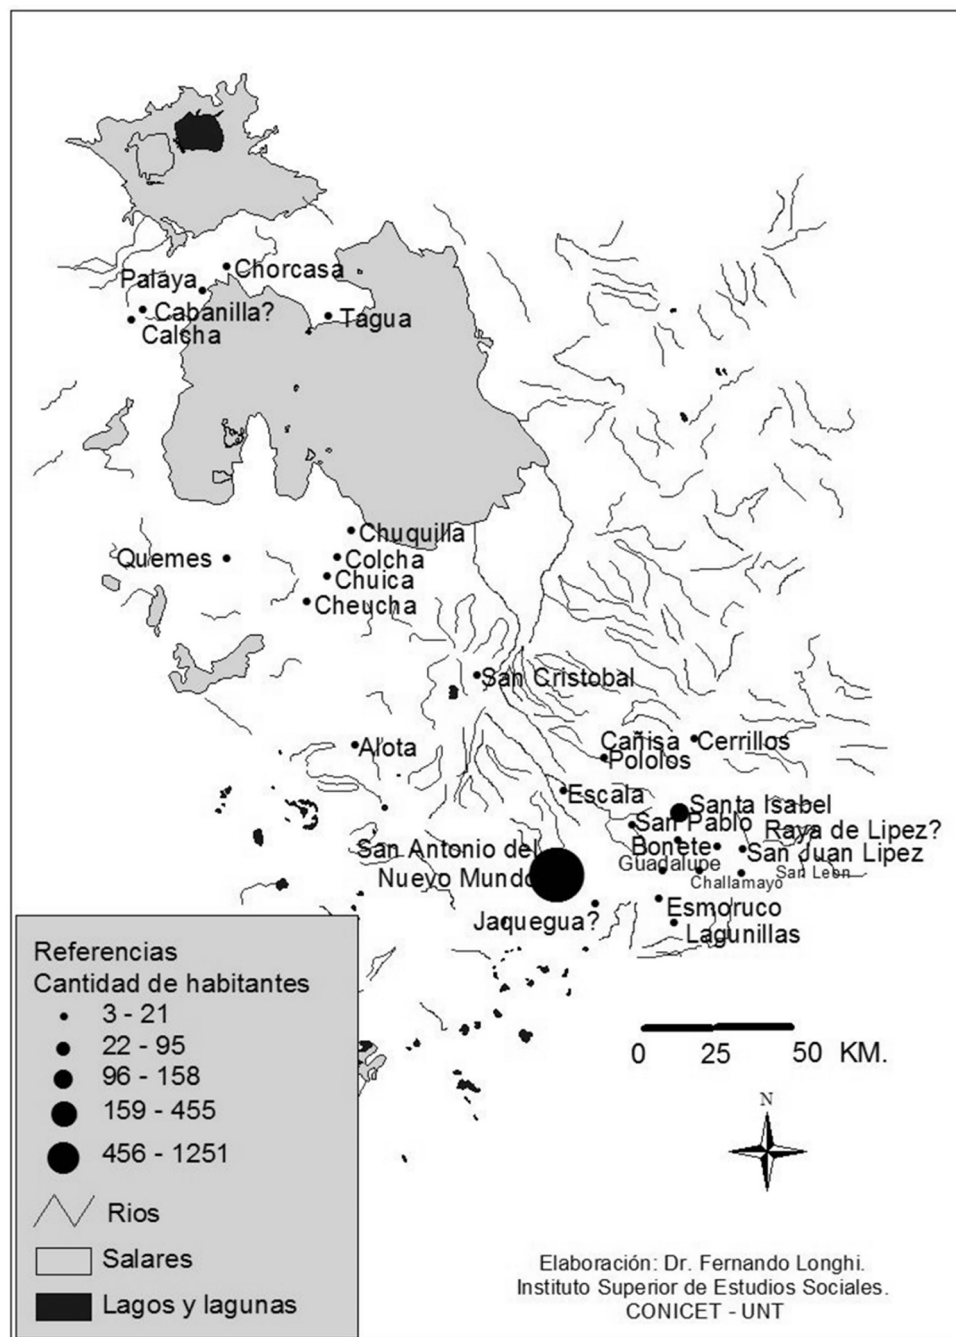 Chorcasa
Palaya
Cabanilla?
Calcha
Tagua
Chuquilla
Quemes
Colcha
Chuica
Cheucha
San Cristobal
Alota
Cañisa
Cerrillos
Pololos
Escala
Santa Isabel
San Pablo
Raya de Lipez?
Bonete
San Juan Lipez
San Antonio del
Nuevo Mundo
Guadalupe
San Leon
Challamayo
Esmoruco
Jaquegua?
Lagunillas
Referencias
Cantidad de habitantes
3 - 21
22 - 95
96 - 158
159 - 455
456 - 1251
Rios
Salares
Lagos y lagunas
0 25 50 KM.
N
Elaboración: Dr. Fernando Longhi.
Instituto Superior de Estudios Sociales.
CONICET - UNT